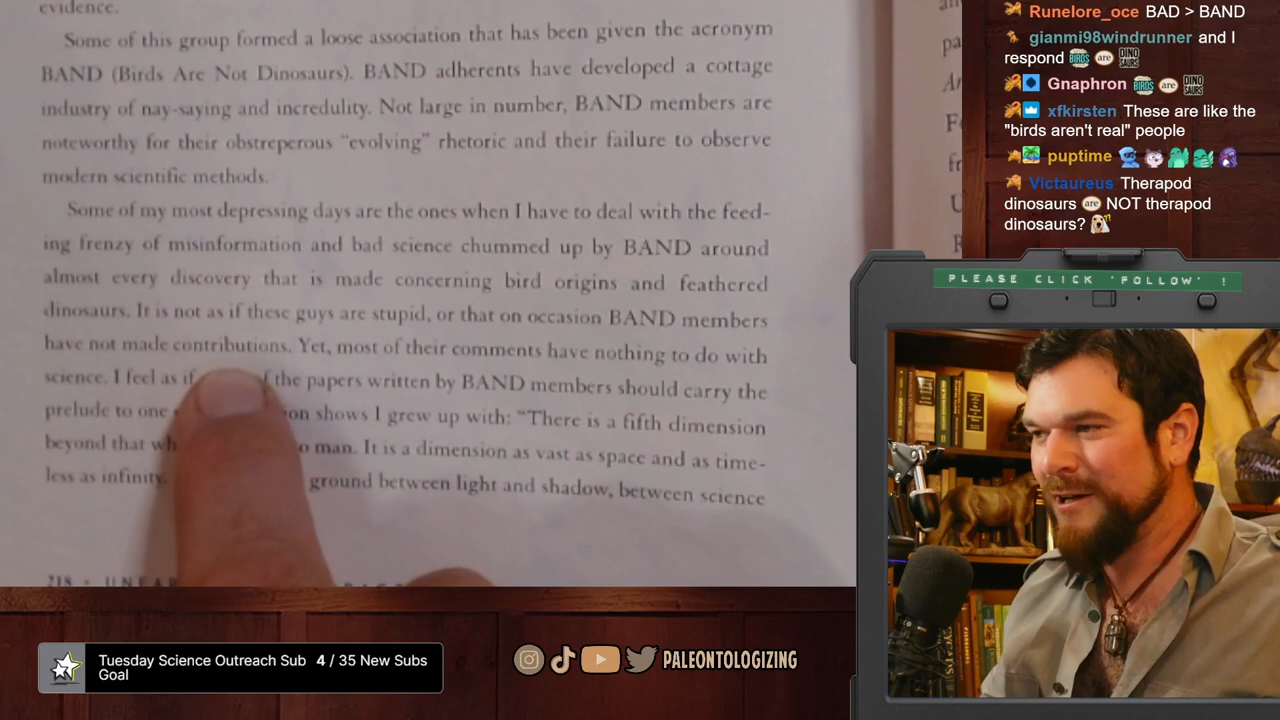 evidence.
Some of this group formed a loose association that has been given the acronym
BAND (Birds Are Not Dinosaurs). BAND adherents have developed a cottage
industry of nay-saying and incredulity. Not large in number, BAND members are
noteworthy for their obstreperous “evolving” rhetoric and their failure to observe
modern scientific methods.
Some of my most depressing days are the ones when I have to deal with the feed-
ing frenzy of misinformation and bad science chummed up by BAND around
almost every discovery that is made concerning bird origins and feathered
dinosaurs. It is not as if these guys are stupid, or that on occasion BAND members
have not made contributions. Yet, most of their comments have nothing to do with
science. I feel as if the papers written by BAND members should carry the
prelude to one shows I grew up with: “There is a fifth dimension
beyond that man. It is a dimension as vast as space and as time-
less as infinity. ground between light and shadow, between science
218
Runelore_oce BAD > BAND
gianmi98windrunner and I
respond BIRDS are DINO SAURS
Gnaphron BIRDS are DINO SAURS
xfkirsten These are like the
"birds aren't real" people
puptime
Victaureus Therapod
dinosaurs are NOT therapod
dinosaurs?
PLEASE CLICK 'FOLLOW' !
Tuesday Science Outreach Sub 4 / 35 New Subs
Goal
PALEONTOLOGIZING